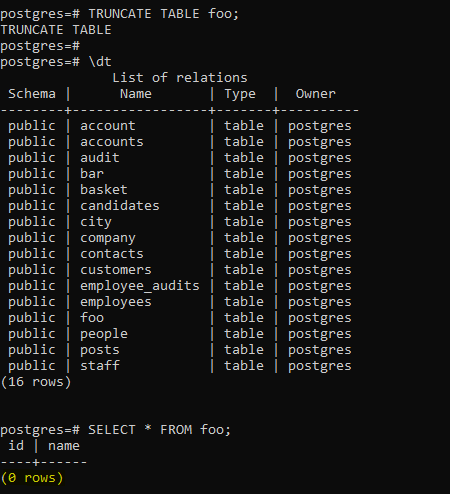 postgres=# TRUNCATE TABLE foo;
TRUNCATE TABLE
postgres=#
postgres=# \dt
             List of relations
 Schema |      Name       | Type  |  Owner
--------+-----------------+-------+----------
 public | account         | table | postgres
 public | accounts        | table | postgres
 public | audit           | table | postgres
 public | bar             | table | postgres
 public | basket          | table | postgres
 public | candidates      | table | postgres
 public | city            | table | postgres
 public | company         | table | postgres
 public | contacts        | table | postgres
 public | customers       | table | postgres
 public | employee_audits | table | postgres
 public | employees       | table | postgres
 public | foo             | table | postgres
 public | people          | table | postgres
 public | posts           | table | postgres
 public | staff           | table | postgres
(16 rows)
postgres=# SELECT * FROM foo;
 id | name
----+------
(0 rows)